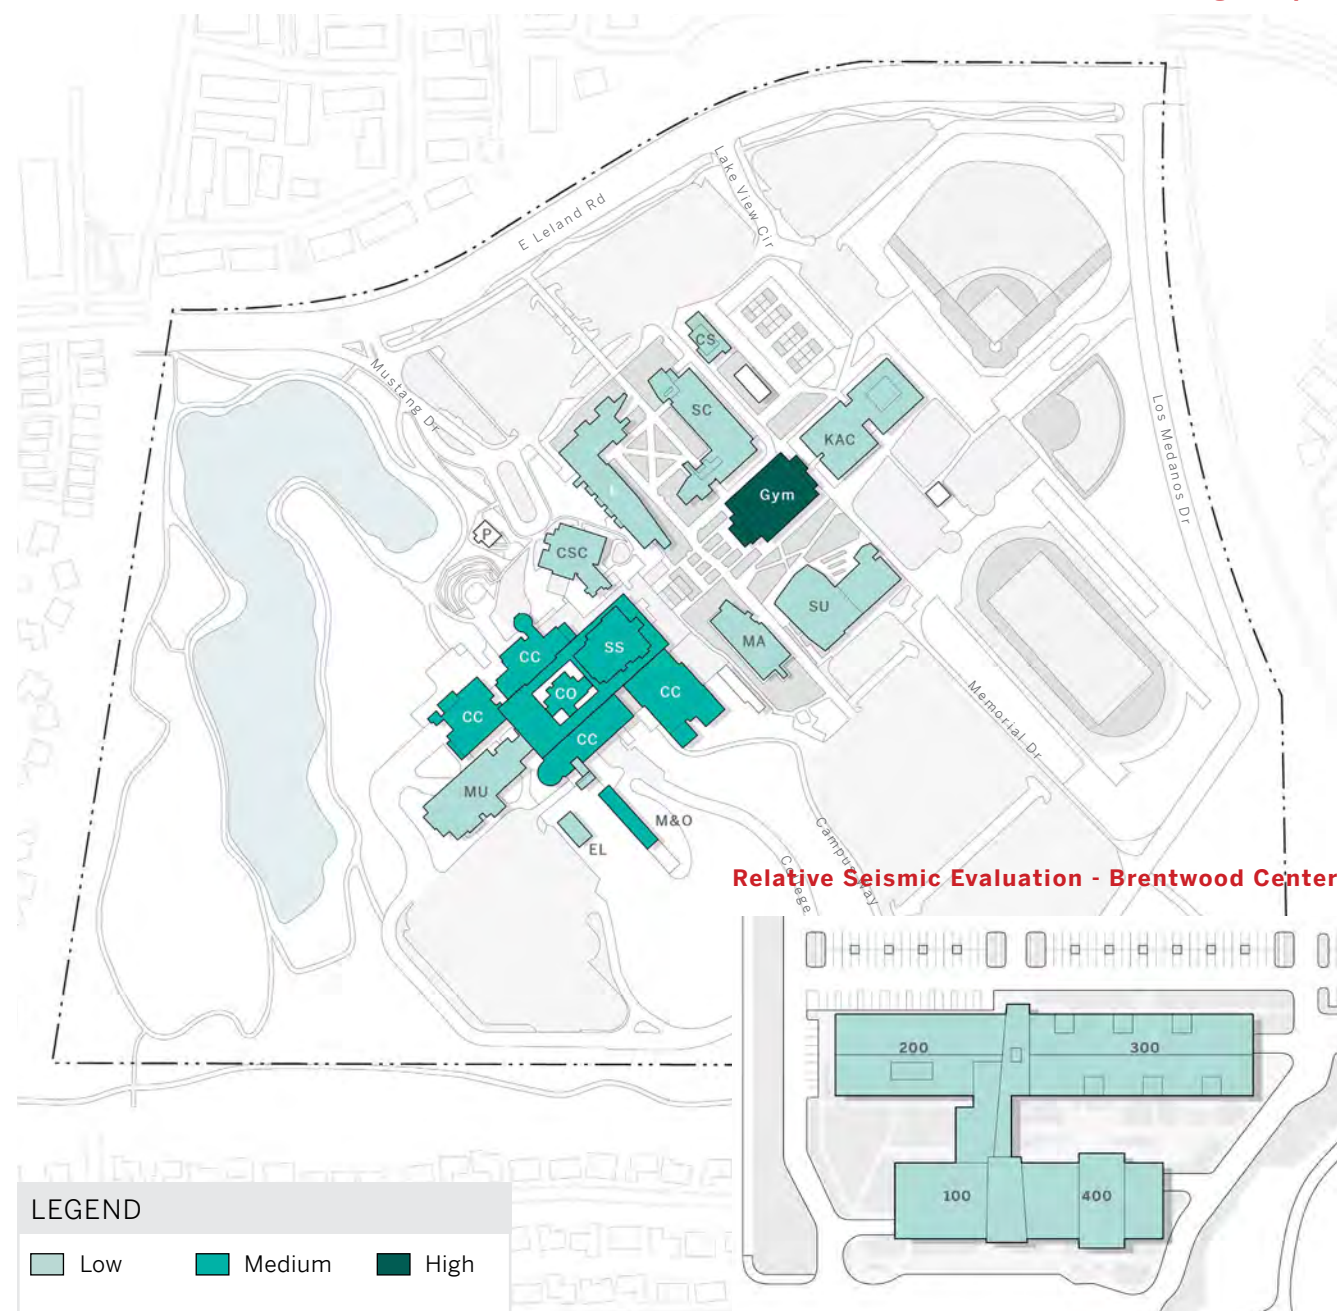 E Leland Rd
Lake View Cir
Mustang Dr
Los Medanos Dr
CS
SC
KAC
L
Gym
P
CSC
SU
MA
SS
CC
CO
CC
CC
CC
MU
M&O
EL
Memorial Dr
Campus Way
College
Relative Seismic Evaluation - Brentwood Center
200
300
100
400
LEGEND
Low
Medium
High